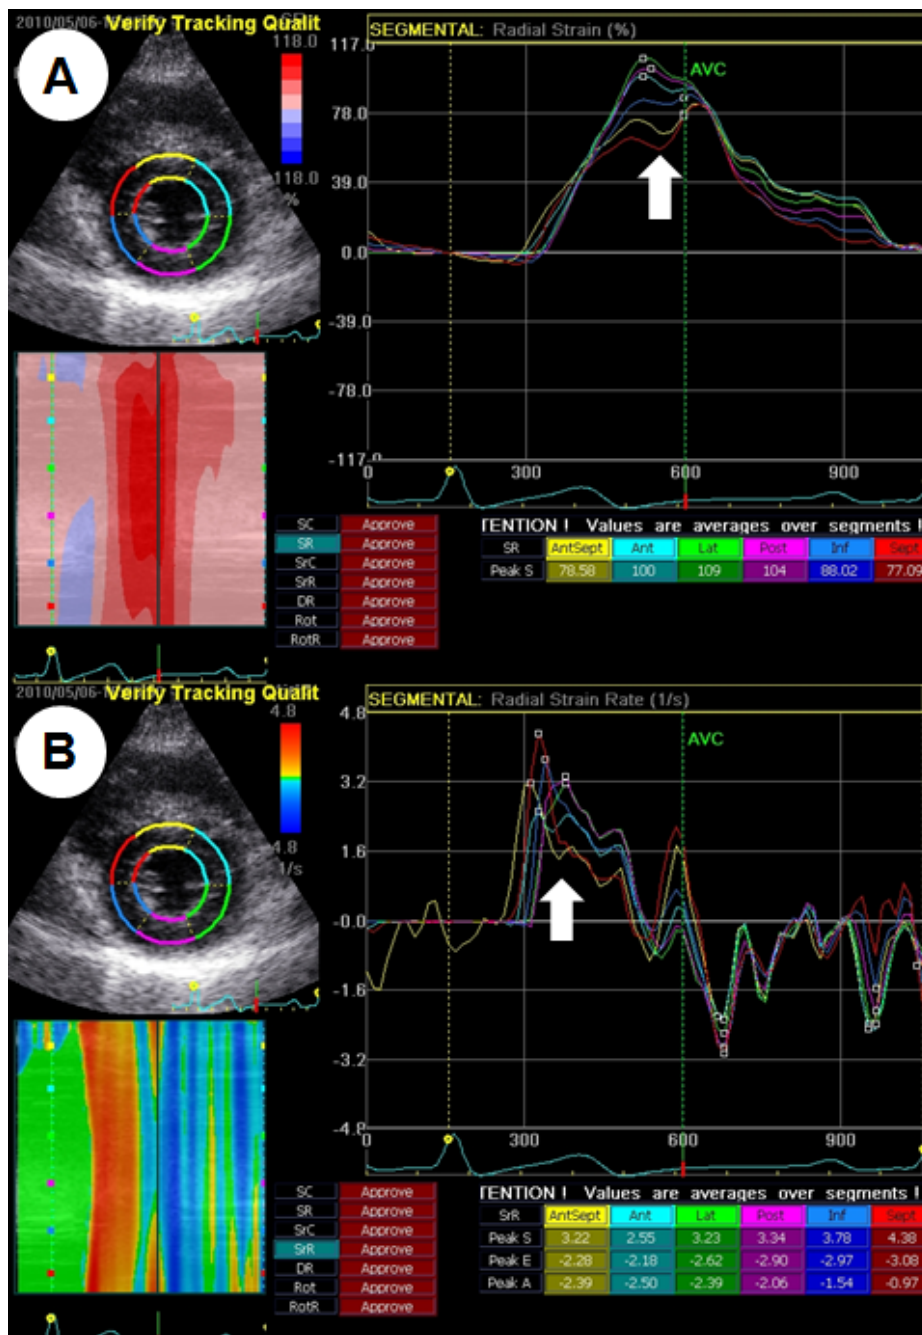 2010/05/06-1
Verify Tracking Qualit
A
118.0
118.0
%
SEGMENTAL: Radial Strain (%)
117.0
78.0
39.0
0.0
-39.0
-78.0
-117.0
AVC
0 300 600 900
SC Approve
SR Approve
SrC Approve
SrR Approve
DR Approve
Rot Approve
RotR Approve
TENTION ! Values are averages over segments !
SR AntSept Ant Lat Post Inf Sept
Peak S 78.58 100 109 104 88.02 77.09
2010/05/06-1
Verify Tracking Qualit
B
4.8
4.8
1/s
SEGMENTAL: Radial Strain Rate (1/s)
4.8
3.2
1.6
-0.0
-1.6
-3.2
-4.8
AVC
0 300 600 900
SC Approve
SR Approve
SrC Approve
SrR Approve
DR Approve
Rot Approve
RotR Approve
TENTION ! Values are averages over segments !
SrR AntSept Ant Lat Post Inf Sept
Peak S 3.22 2.55 3.23 3.34 3.78 4.38
Peak E -2.28 -2.18 -2.62 -2.90 -2.97 -3.08
Peak A -2.39 -2.50 -2.39 -2.06 -1.54 -0.97